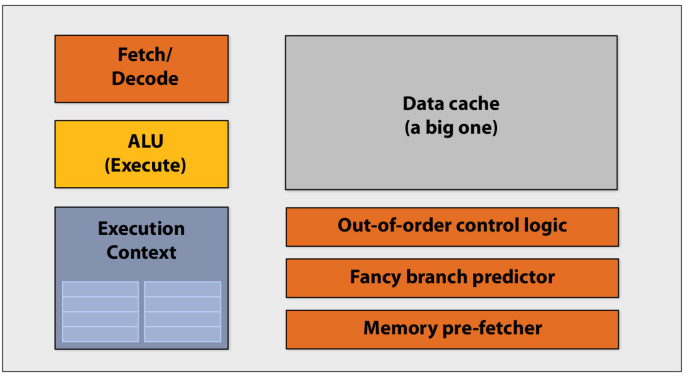 Fetch/
Decode
ALU
(Execute)
Execution
Context
Data cache
(a big one)
Out-of-order control logic
Fancy branch predictor
Memory pre-fetcher